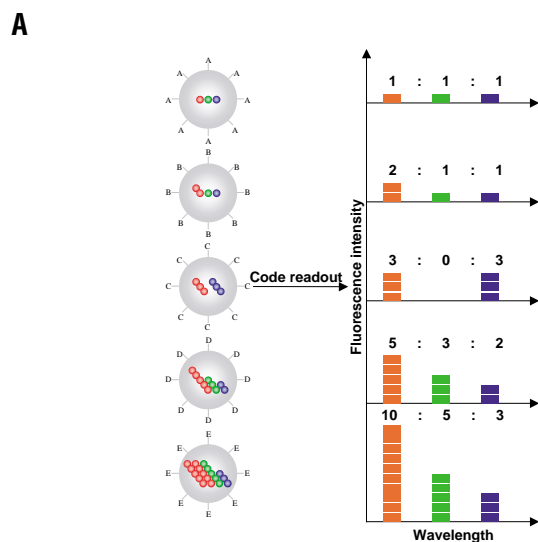 A
A
A A
A A
A A
A
B
B B
B B
B B
B
C
C C
C C
C C
C
D
D D
D D
D D
D
E
E E
E E
E E
Code readout
Fluorescence intensity
1 : 1 : 1
2 : 1 : 1
3 : 0 : 3
5 : 3 : 2
10 : 5 : 3
Wavelength